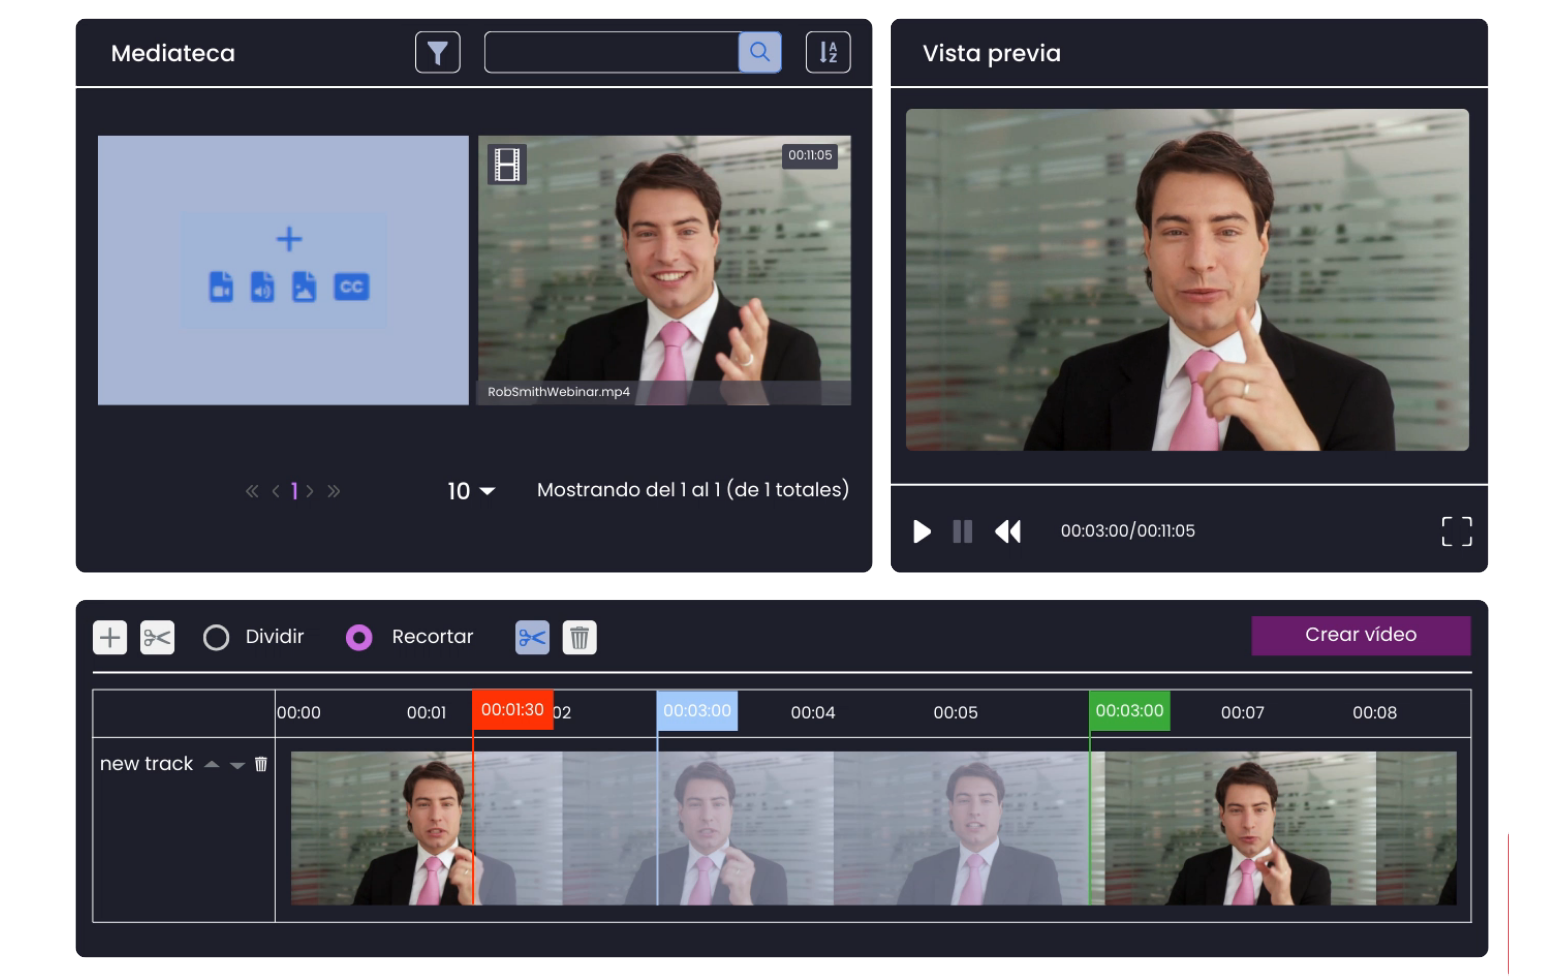 Mediateca
A
Z
Vista previa
00:11:05
CC
RobSmithWebinar.mp4
« < 1 > »
10
Mostrando del 1 al 1 (de 1 totales)
00:03:00/00:11:05
Dividir
Recortar
Crear vídeo
00:00 00:01 00:01:30 02 00:03:00 00:04 00:05 00:03:00 00:07 00:08
new track